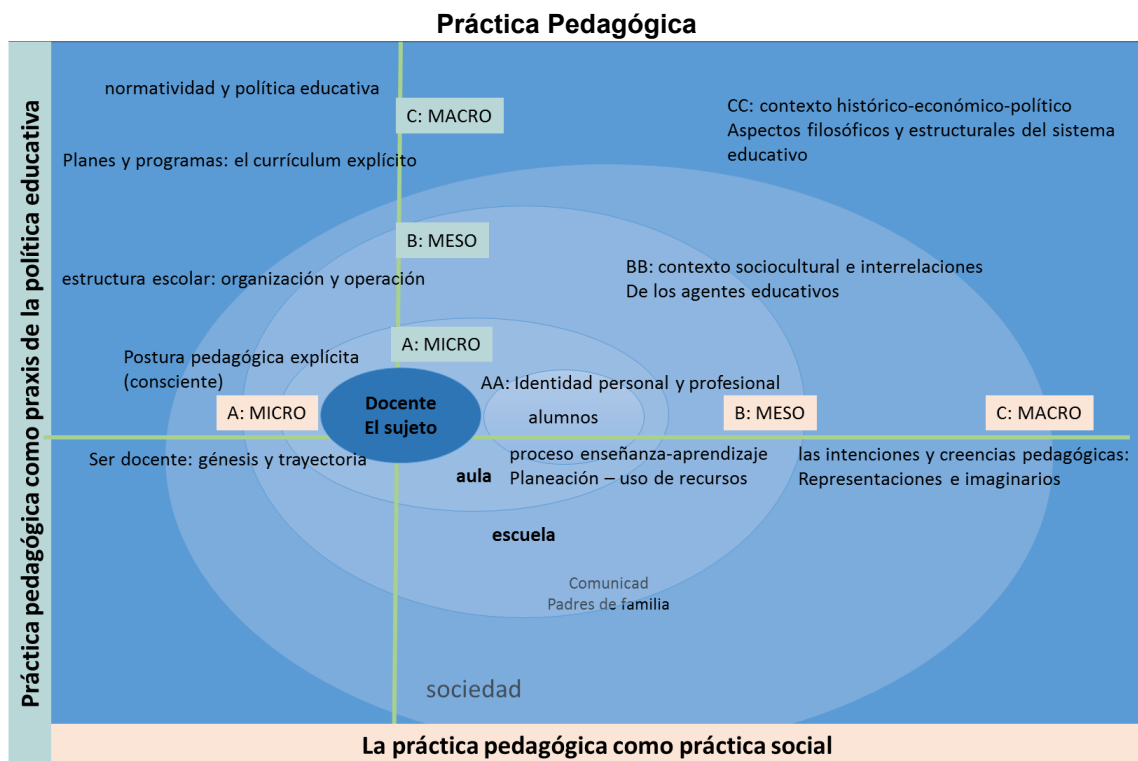 Práctica Pedagógica
Práctica pedagógica como praxis de la política educativa
normatividad y política educativa
C: MACRO
CC: contexto histórico-económico-político
Aspectos filosóficos y estructurales del sistema
educativo
Planes y programas: el currículum explícito
B: MESO
estructura escolar: organización y operación
BB: contexto sociocultural e interrelaciones
De los agentes educativos
A: MICRO
Postura pedagógica explícita
(consciente)
AA: Identidad personal y profesional
A: MICRO
Docente
El sujeto
alumnos
B: MESO
C: MACRO
Ser docente: génesis y trayectoria
aula
proceso enseñanza-aprendizaje
Planeación – uso de recursos
las intenciones y creencias pedagógicas:
Representaciones e imaginarios
escuela
Comunicad
Padres de familia
sociedad
La práctica pedagógica como práctica social